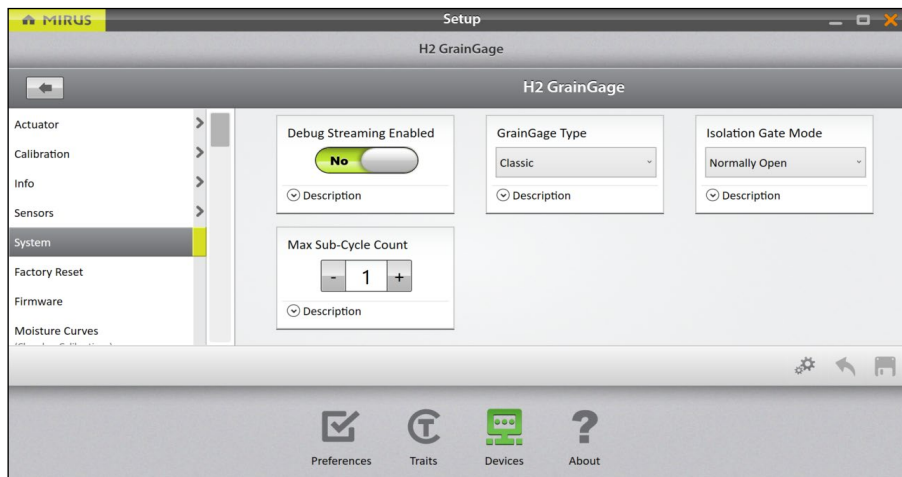 MIRUS
Setup
H2 GrainGage
H2 GrainGage
Actuator
Calibration
Info
Sensors
System
Factory Reset
Firmware
Moisture Curves
Debug Streaming Enabled
No
Description
GrainGage Type
Classic
Description
Isolation Gate Mode
Normally Open
Description
Max Sub-Cycle Count
- 1 +
Description
Preferences
Traits
Devices
About